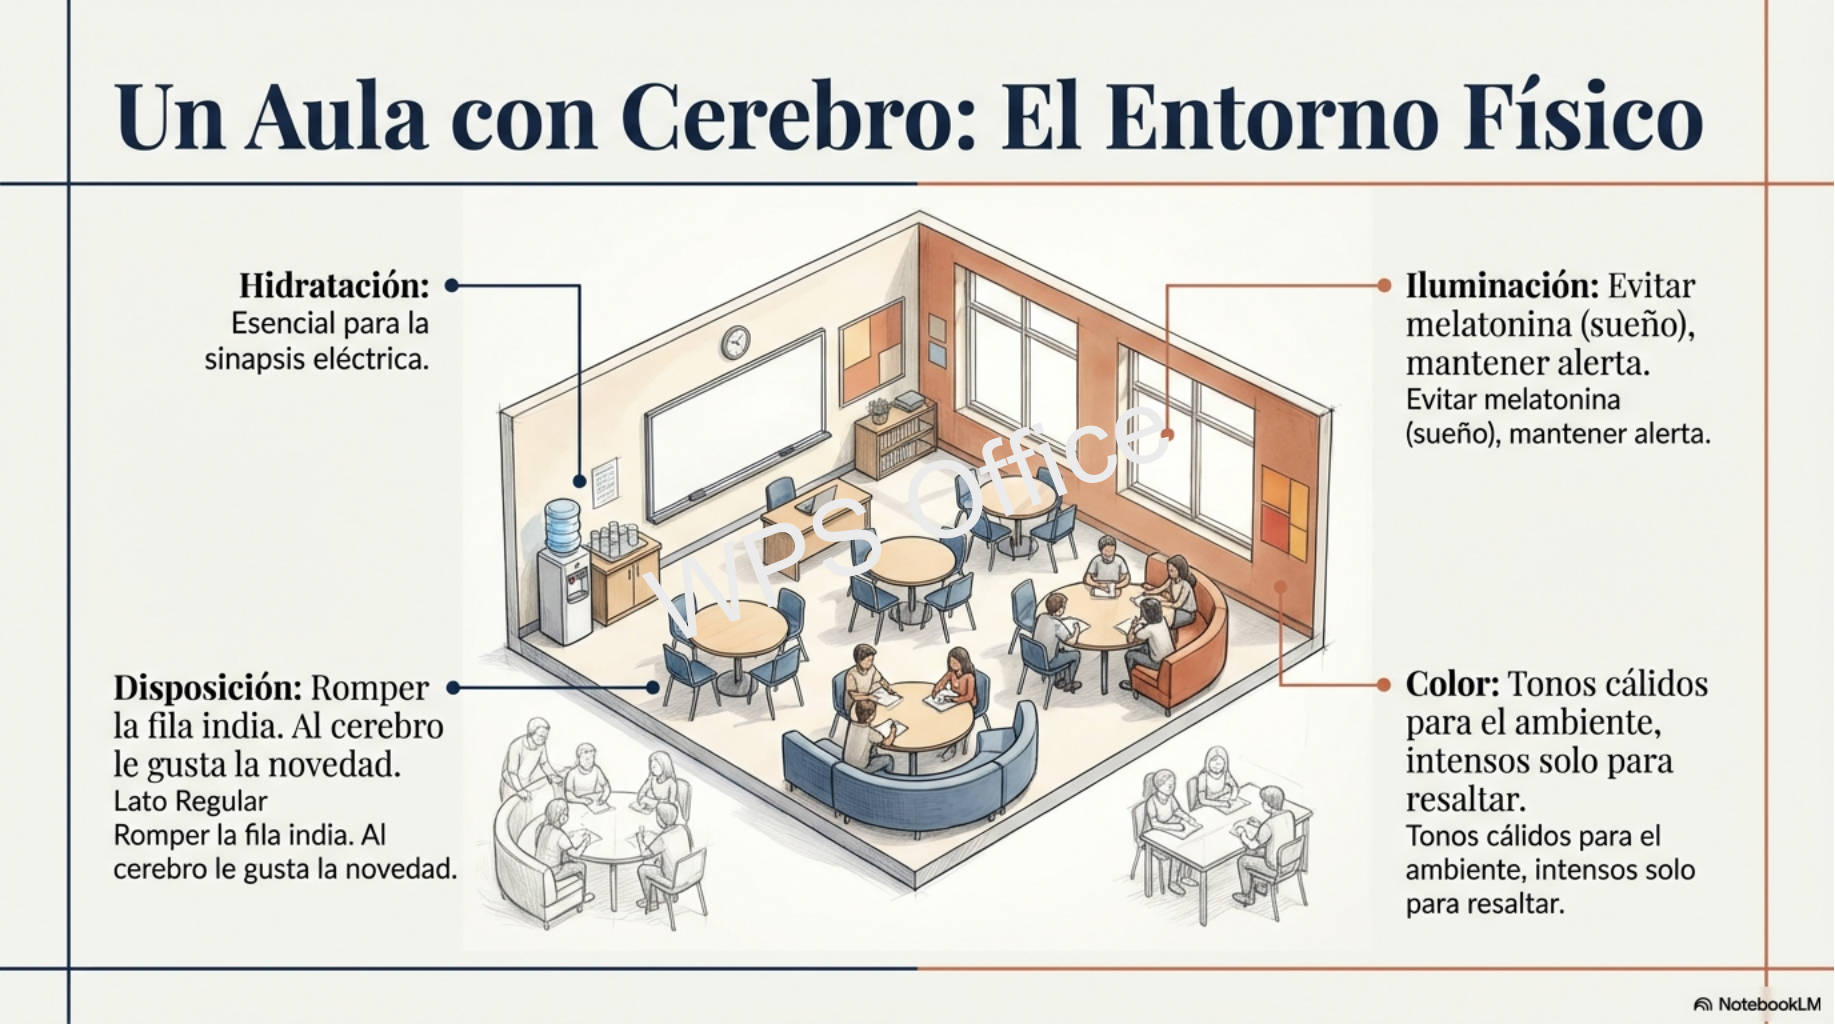 Un Aula con Cerebro: El Entorno Físico
Hidratación:
Esencial para la
sinapsis eléctrica.
Iluminación: Evitar
melatonina (sueño),
mantener alerta.
Evitar melatonina
(sueño), mantener alerta.
WPS Office
Disposición: Romper
la fila india. Al cerebro
le gusta la novedad.
Lato Regular
Romper la fila india. Al
cerebro le gusta la novedad.
Color: Tonos cálidos
para el ambiente,
intensos solo para
resaltar.
Tonos cálidos para el
ambiente, intensos solo
para resaltar.
NotebookLM